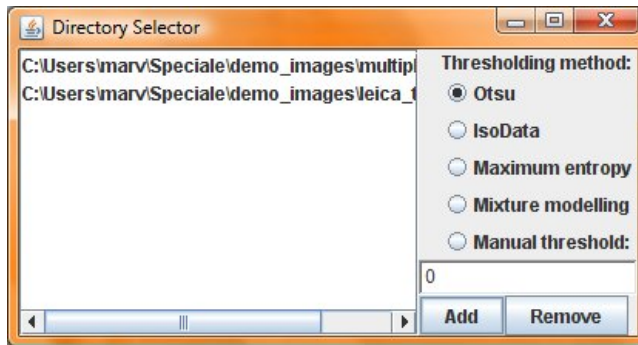 Directory Selector
C:\Users\marv\Speciale\demo_images\multipl
C:\Users\marv\Speciale\demo_images\leica_t
Thresholding method:
Otsu
IsoData
Maximum entropy
Mixture modelling
Manual threshold:
0
Add Remove